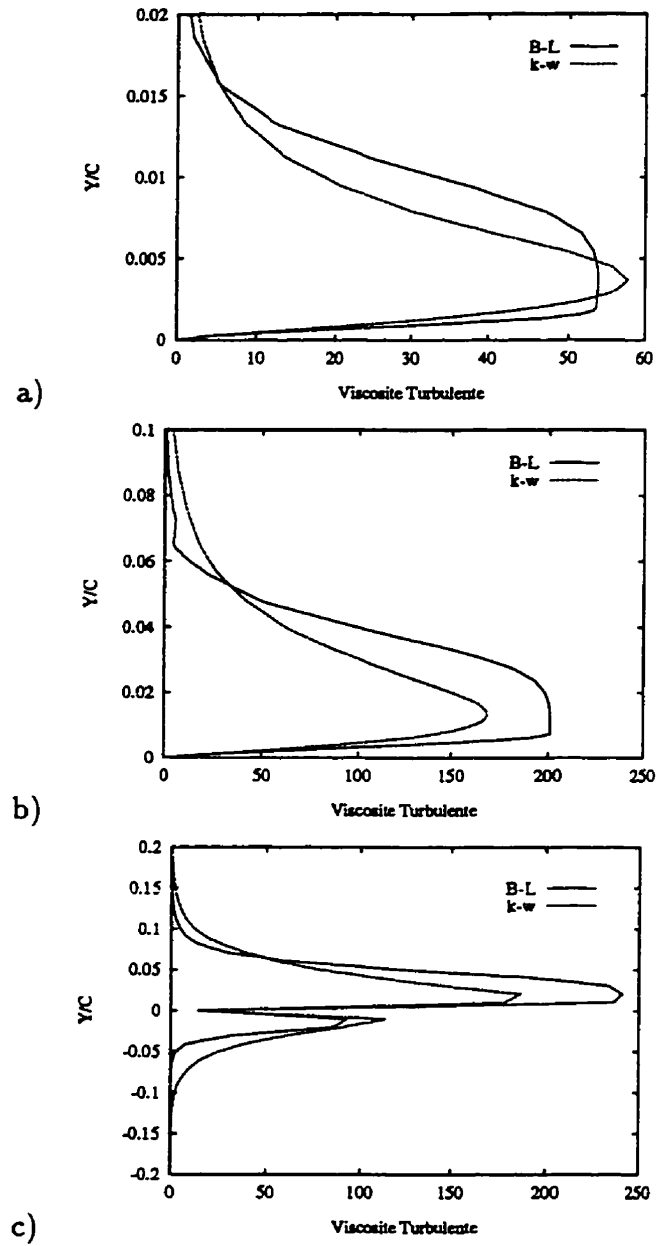 0.02
0.015
0.01
0.005
0
Y/C
B-L
k-w
0 10 20 30 40 50 60
Viscosite Turbulente
a)
0.1
0.08
0.06
0.04
0.02
0
Y/C
B-L
k-w
0 50 100 150 200 250
Viscosite Turbulente
b)
0.2
0.15
0.1
0.05
0
-0.05
-0.1
-0.15
-0.2
Y/C
B-L
k-w
0 50 100 150 200 250
Viscosite Turbulente
c)